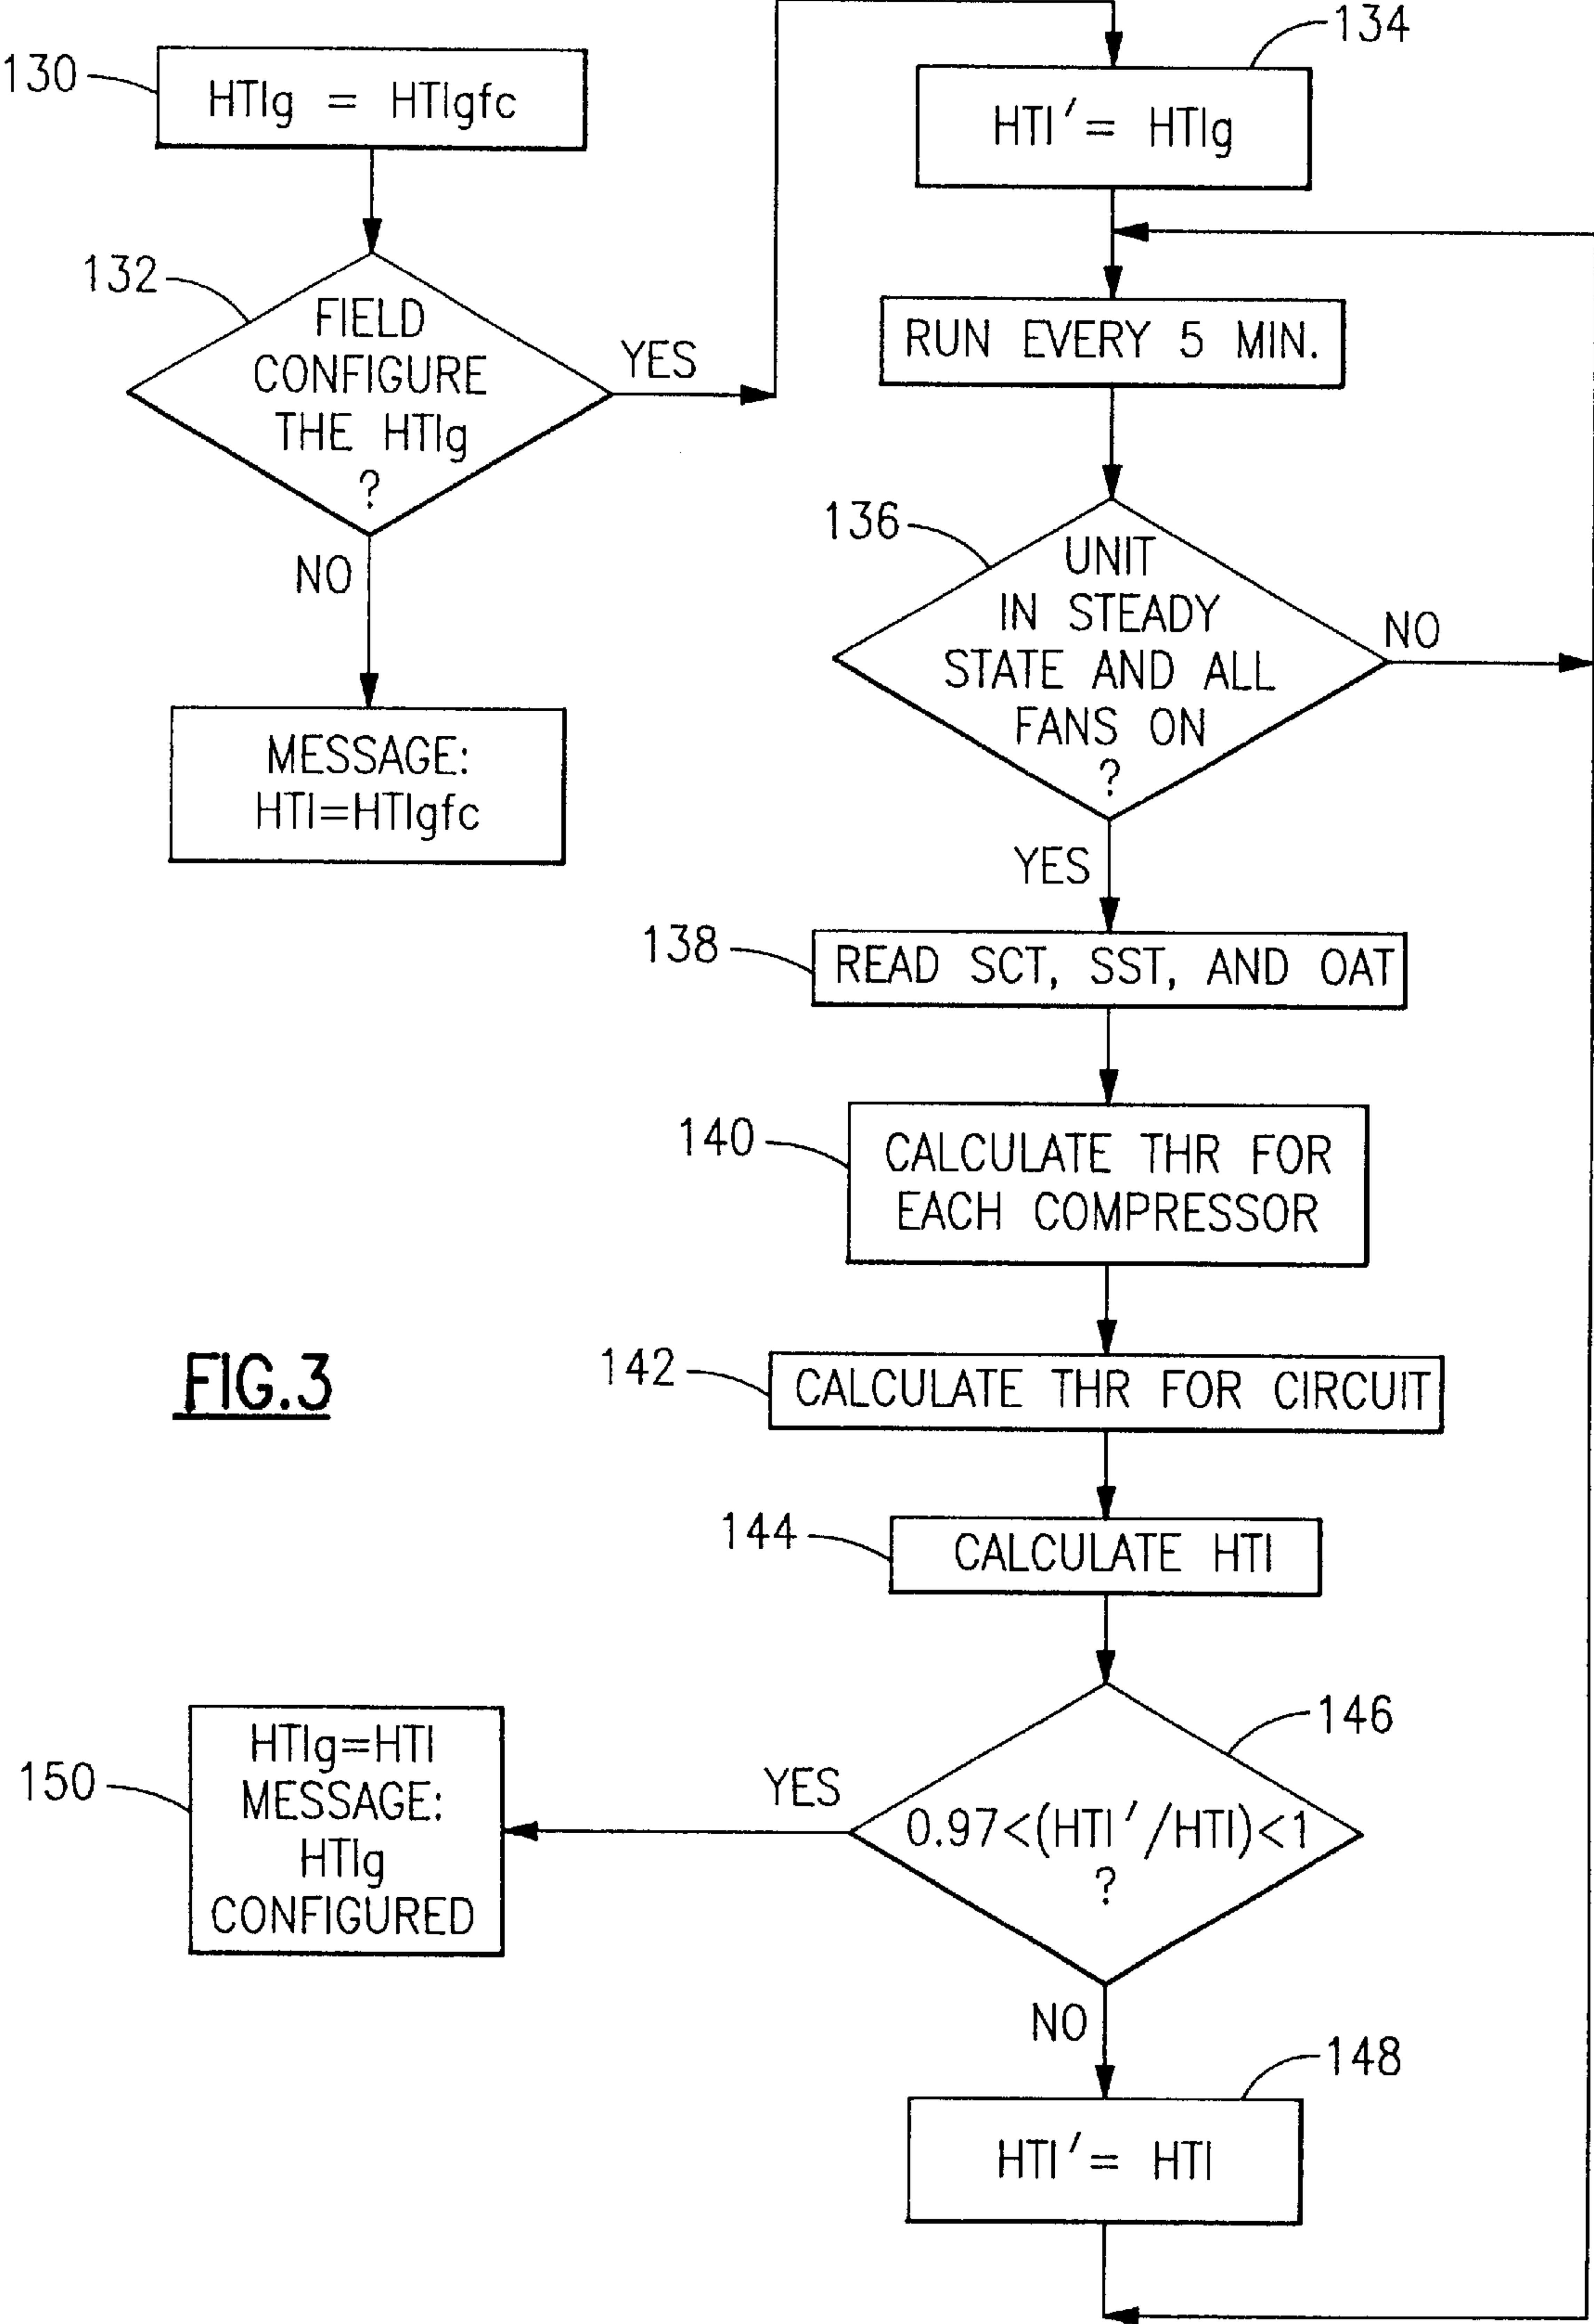 130
HTIg = HTIgfc
132
FIELD
CONFIGURE
THE HTIg
?
YES
NO
MESSAGE:
HTI=HTIgfc
134
HTI′= HTIg
RUN EVERY 5 MIN.
136
UNIT
IN STEADY
STATE AND ALL
FANS ON
?
NO
YES
138
READ SCT, SST, AND OAT
140
CALCULATE THR FOR
EACH COMPRESSOR
FIG.3
142
CALCULATE THR FOR CIRCUIT
144
CALCULATE HTI
146
0.97<(HTI′/HTI)<1
?
YES
150
HTIg=HTI
MESSAGE:
HTIg
CONFIGURED
NO
148
HTI′= HTI